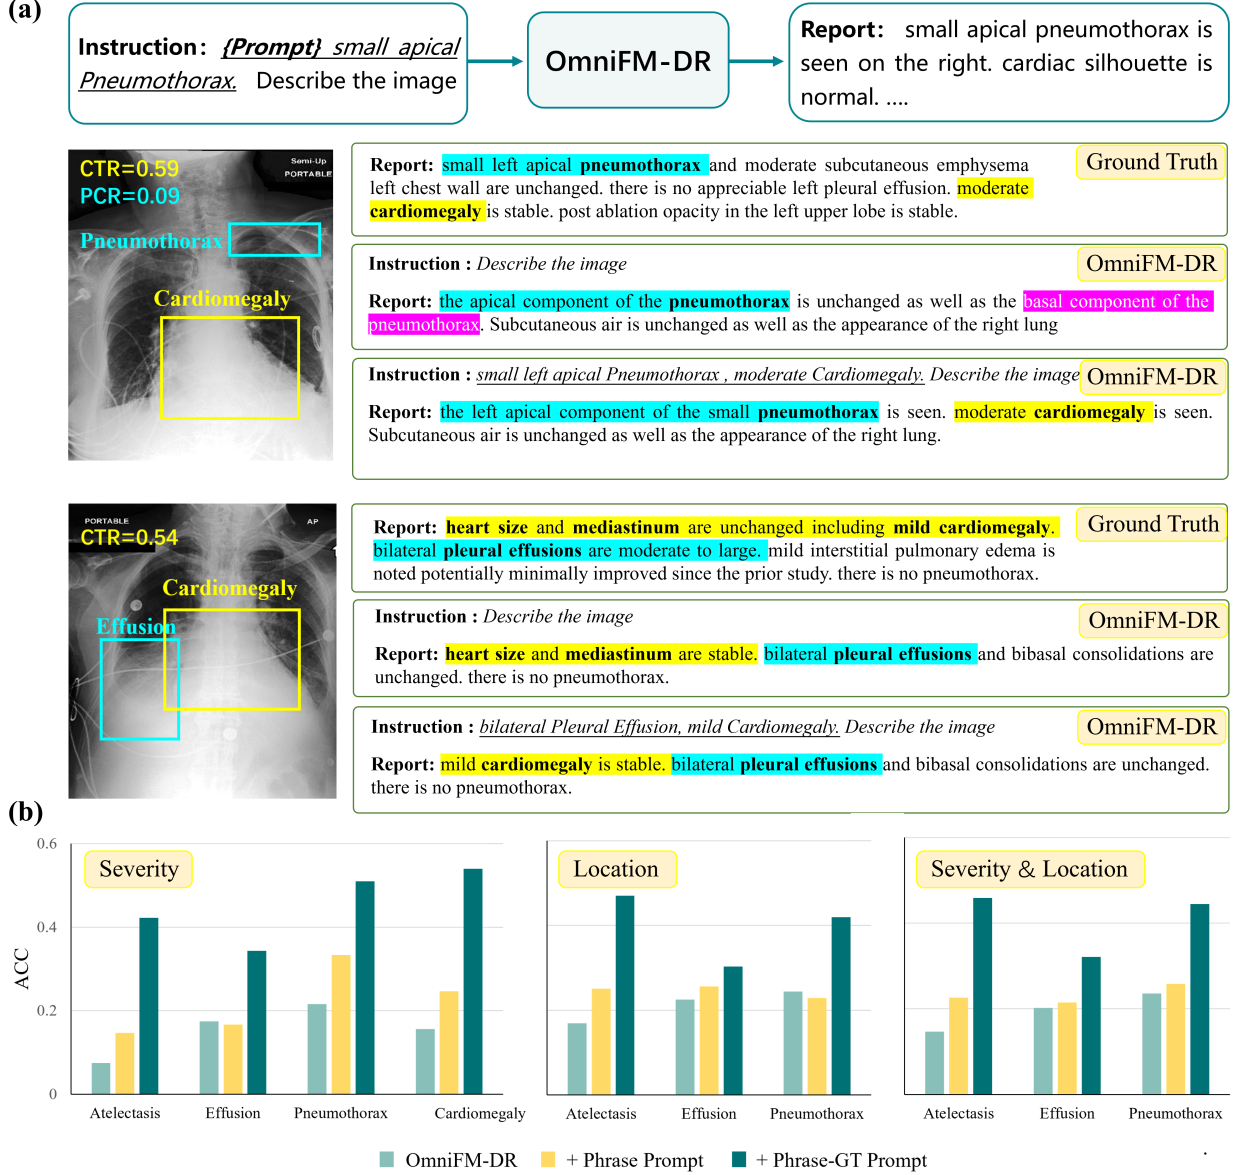 (a)
Instruction: {Prompt} small apical
Pneumothorax. Describe the image
OmniFM-DR
Report: small apical pneumothorax is
seen on the right. cardiac silhouette is
normal. ....
CTR=0.59
PCR=0.09
Semi-Up
PORTABLE
Pneumothorax
Cardiomegaly
Ground Truth
Report: small left apical pneumothorax and moderate subcutaneous emphysema
left chest wall are unchanged. there is no appreciable left pleural effusion. moderate
cardiomegaly is stable. post ablation opacity in the left upper lobe is stable.
Instruction : Describe the image
OmniFM-DR
Report: the apical component of the pneumothorax is unchanged as well as the basal component of the
pneumothorax. Subcutaneous air is unchanged as well as the appearance of the right lung
Instruction : small left apical Pneumothorax , moderate Cardiomegaly. Describe the image
OmniFM-DR
Report: the left apical component of the small pneumothorax is seen. moderate cardiomegaly is seen.
Subcutaneous air is unchanged as well as the appearance of the right lung.
PORTABLE
AP
CTR=0.54
Cardiomegaly
Effusion
Ground Truth
Report: heart size and mediastinum are unchanged including mild cardiomegaly.
bilateral pleural effusions are moderate to large. mild interstitial pulmonary edema is
noted potentially minimally improved since the prior study. there is no pneumothorax.
Instruction : Describe the image
OmniFM-DR
Report: heart size and mediastinum are stable. bilateral pleural effusions and bibasal consolidations are
unchanged. there is no pneumothorax.
Instruction : bilateral Pleural Effusion, mild Cardiomegaly. Describe the image
OmniFM-DR
Report: mild cardiomegaly is stable. bilateral pleural effusions and bibasal consolidations are unchanged.
there is no pneumothorax.
(b)
Severity
Location
Severity & Location
ACC
0.6
0.4
0.2
0
Atelectasis Effusion Pneumothorax Cardiomegaly
Atelectasis Effusion Pneumothorax
Atelectasis Effusion Pneumothorax
OmniFM-DR + Phrase Prompt + Phrase-GT Prompt